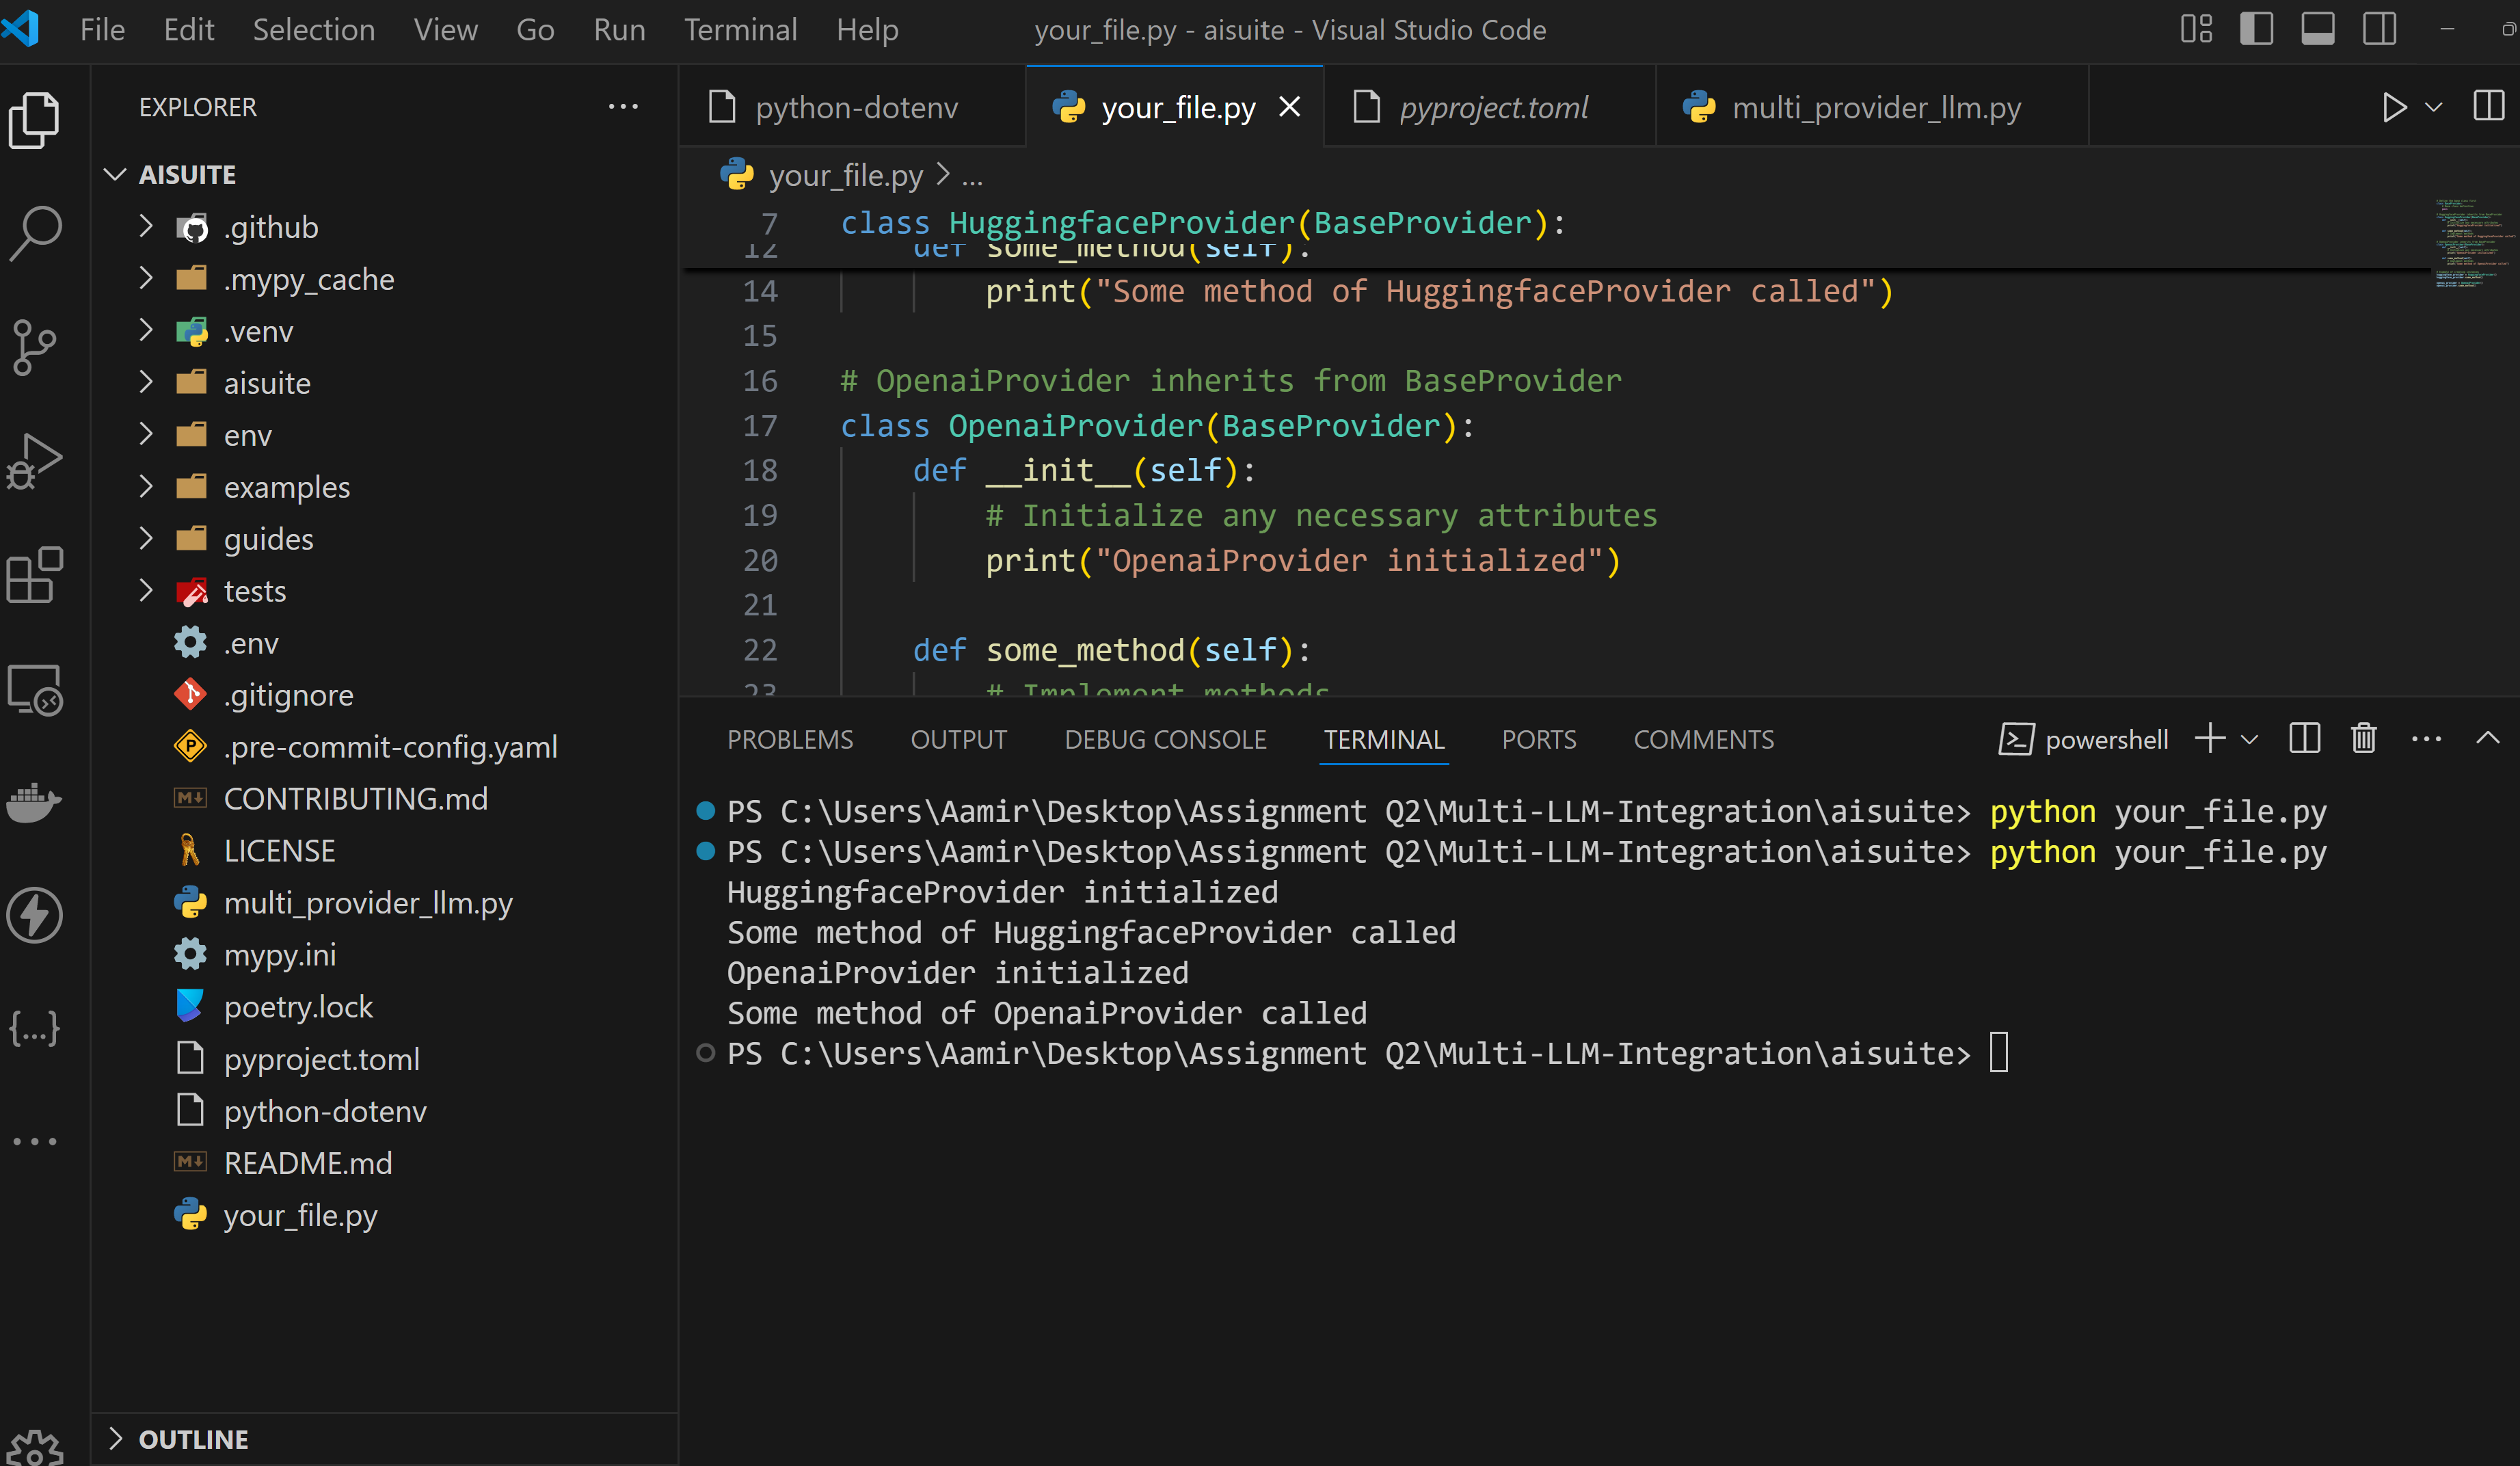 File Edit Selection View Go Run Terminal Help
your_file.py - aisuite - Visual Studio Code
EXPLORER
AISUITE
.github
.mypy_cache
.venv
aisuite
env
examples
guides
tests
.env
.gitignore
.pre-commit-config.yaml
CONTRIBUTING.md
LICENSE
multi_provider_llm.py
mypy.ini
poetry.lock
pyproject.toml
python-dotenv
README.md
your_file.py
OUTLINE
python-dotenv your_file.py pyproject.toml multi_provider_llm.py
your_file.py > ...
7 class HuggingfaceProvider(BaseProvider):
12 def some_method(self):
14 print("Some method of HuggingfaceProvider called")
15
16 # OpenaiProvider inherits from BaseProvider
17 class OpenaiProvider(BaseProvider):
18 def __init__(self):
19 # Initialize any necessary attributes
20 print("OpenaiProvider initialized")
21
22 def some_method(self):
23 # Implement methods
PROBLEMS OUTPUT DEBUG CONSOLE TERMINAL PORTS COMMENTS
powershell
PS C:\Users\Aamir\Desktop\Assignment Q2\Multi-LLM-Integration\aisuite> python your_file.py
PS C:\Users\Aamir\Desktop\Assignment Q2\Multi-LLM-Integration\aisuite> python your_file.py
HuggingfaceProvider initialized
Some method of HuggingfaceProvider called
OpenaiProvider initialized
Some method of OpenaiProvider called
PS C:\Users\Aamir\Desktop\Assignment Q2\Multi-LLM-Integration\aisuite>